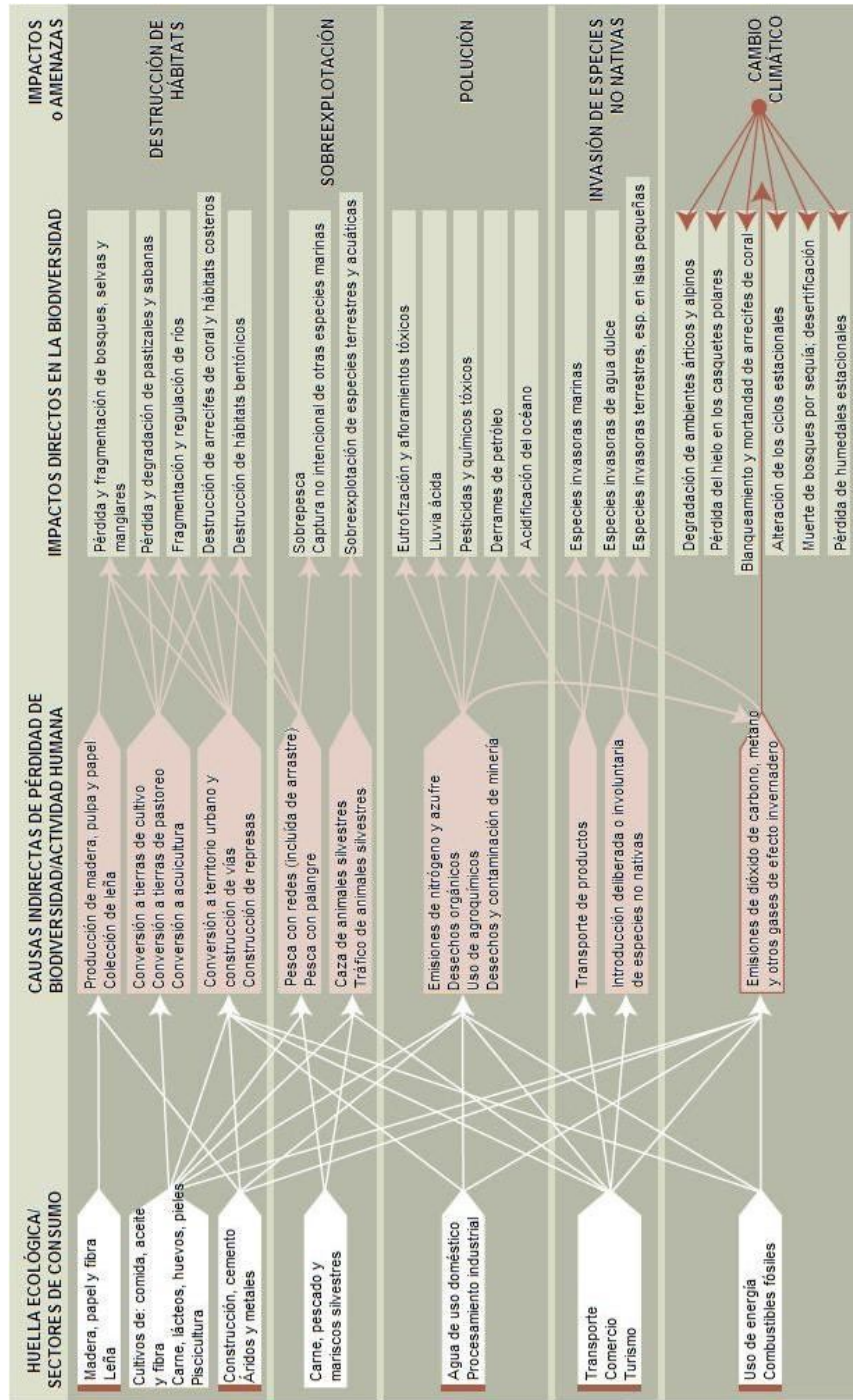 HUELLA ECOLÓGICA/
SECTORES DE CONSUMO
CAUSAS INDIRECTAS DE PÉRDIDAD DE
BIODIVERSIDAD/ACTIVIDAD HUMANA
IMPACTOS DIRECTOS EN LA BIODIVERSIDAD
IMPACTOS
o AMENAZAS
Madera, papel y fibra
Leña
Cultivos de: comida, aceite
y fibra
Carne, lácteos, huevos, pieles
Piscicultura
Construcción, cemento
Áridos y metales
Producción de madera, pulpa y papel
Colección de leña
Conversión a tierras de cultivo
Conversión a tierras de pastoreo
Conversión a acuicultura
Conversión a territorio urbano y
construcción de vías
Construcción de represas
Pérdida y fragmentación de bosques, selvas y
manglares
Pérdida y degradación de pastizales y sabanas
Fragmentación y regulación de ríos
Destrucción de arrecifes de coral y hábitats costeros
Destrucción de hábitats bentónicos
DESTRUCCIÓN DE
HÁBITATS
Carne, pescado y
mariscos silvestres
Pesca con redes (incluída de arrastre)
Pesca con palangre
Caza de animales silvestres
Tráfico de animales silvestres
Sobrepesca
Captura no intencional de otras especies marinas
Sobreexplotación de especies terrestres y acuáticas
SOBREEXPLOTACIÓN
Agua de uso doméstico
Procesamiento industrial
Emisiones de nitrógeno y azufre
Desechos orgánicos
Uso de agroquímicos
Desechos y contaminación de minería
Eutrofización y afloramientos tóxicos
Lluvia ácida
Pesticidas y químicos tóxicos
Derrames de petróleo
Acidificación del océano
POLUCIÓN
Transporte
Comercio
Turismo
Transporte de productos
Introducción deliberada o involuntaria
de especies no nativas
Especies invasoras marinas
Especies invasoras de agua dulce
Especies invasoras terrestres, esp. en islas pequeñas
INVASIÓN DE ESPECIES
NO NATIVAS
Uso de energía
Combustibles fósiles
Emisiones de dióxido de carbono, metano
y otros gases de efecto invernadero
Degradación de ambientes árticos y alpinos
Pérdida del hielo en los casquetes polares
Blanqueamiento y mortandad de arrecifes de coral
Alteración de los ciclos estacionales
Muerte de bosques por sequía; desertificación
Pérdida de humedales estacionales
CAMBIO
CLIMÁTICO